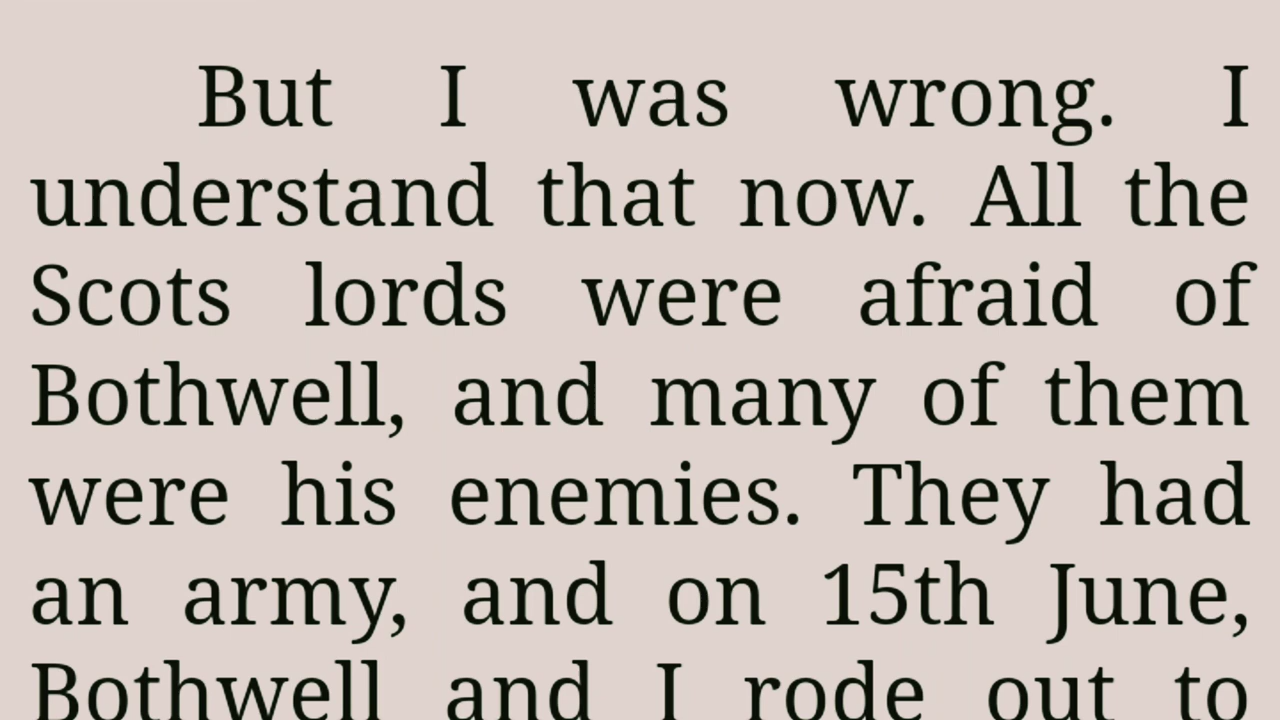 But I was wrong. I
understand that now. All the
Scots lords were afraid of
Bothwell, and many of them
were his enemies. They had
an army, and on 15th June,
Bothwell and I rode out to